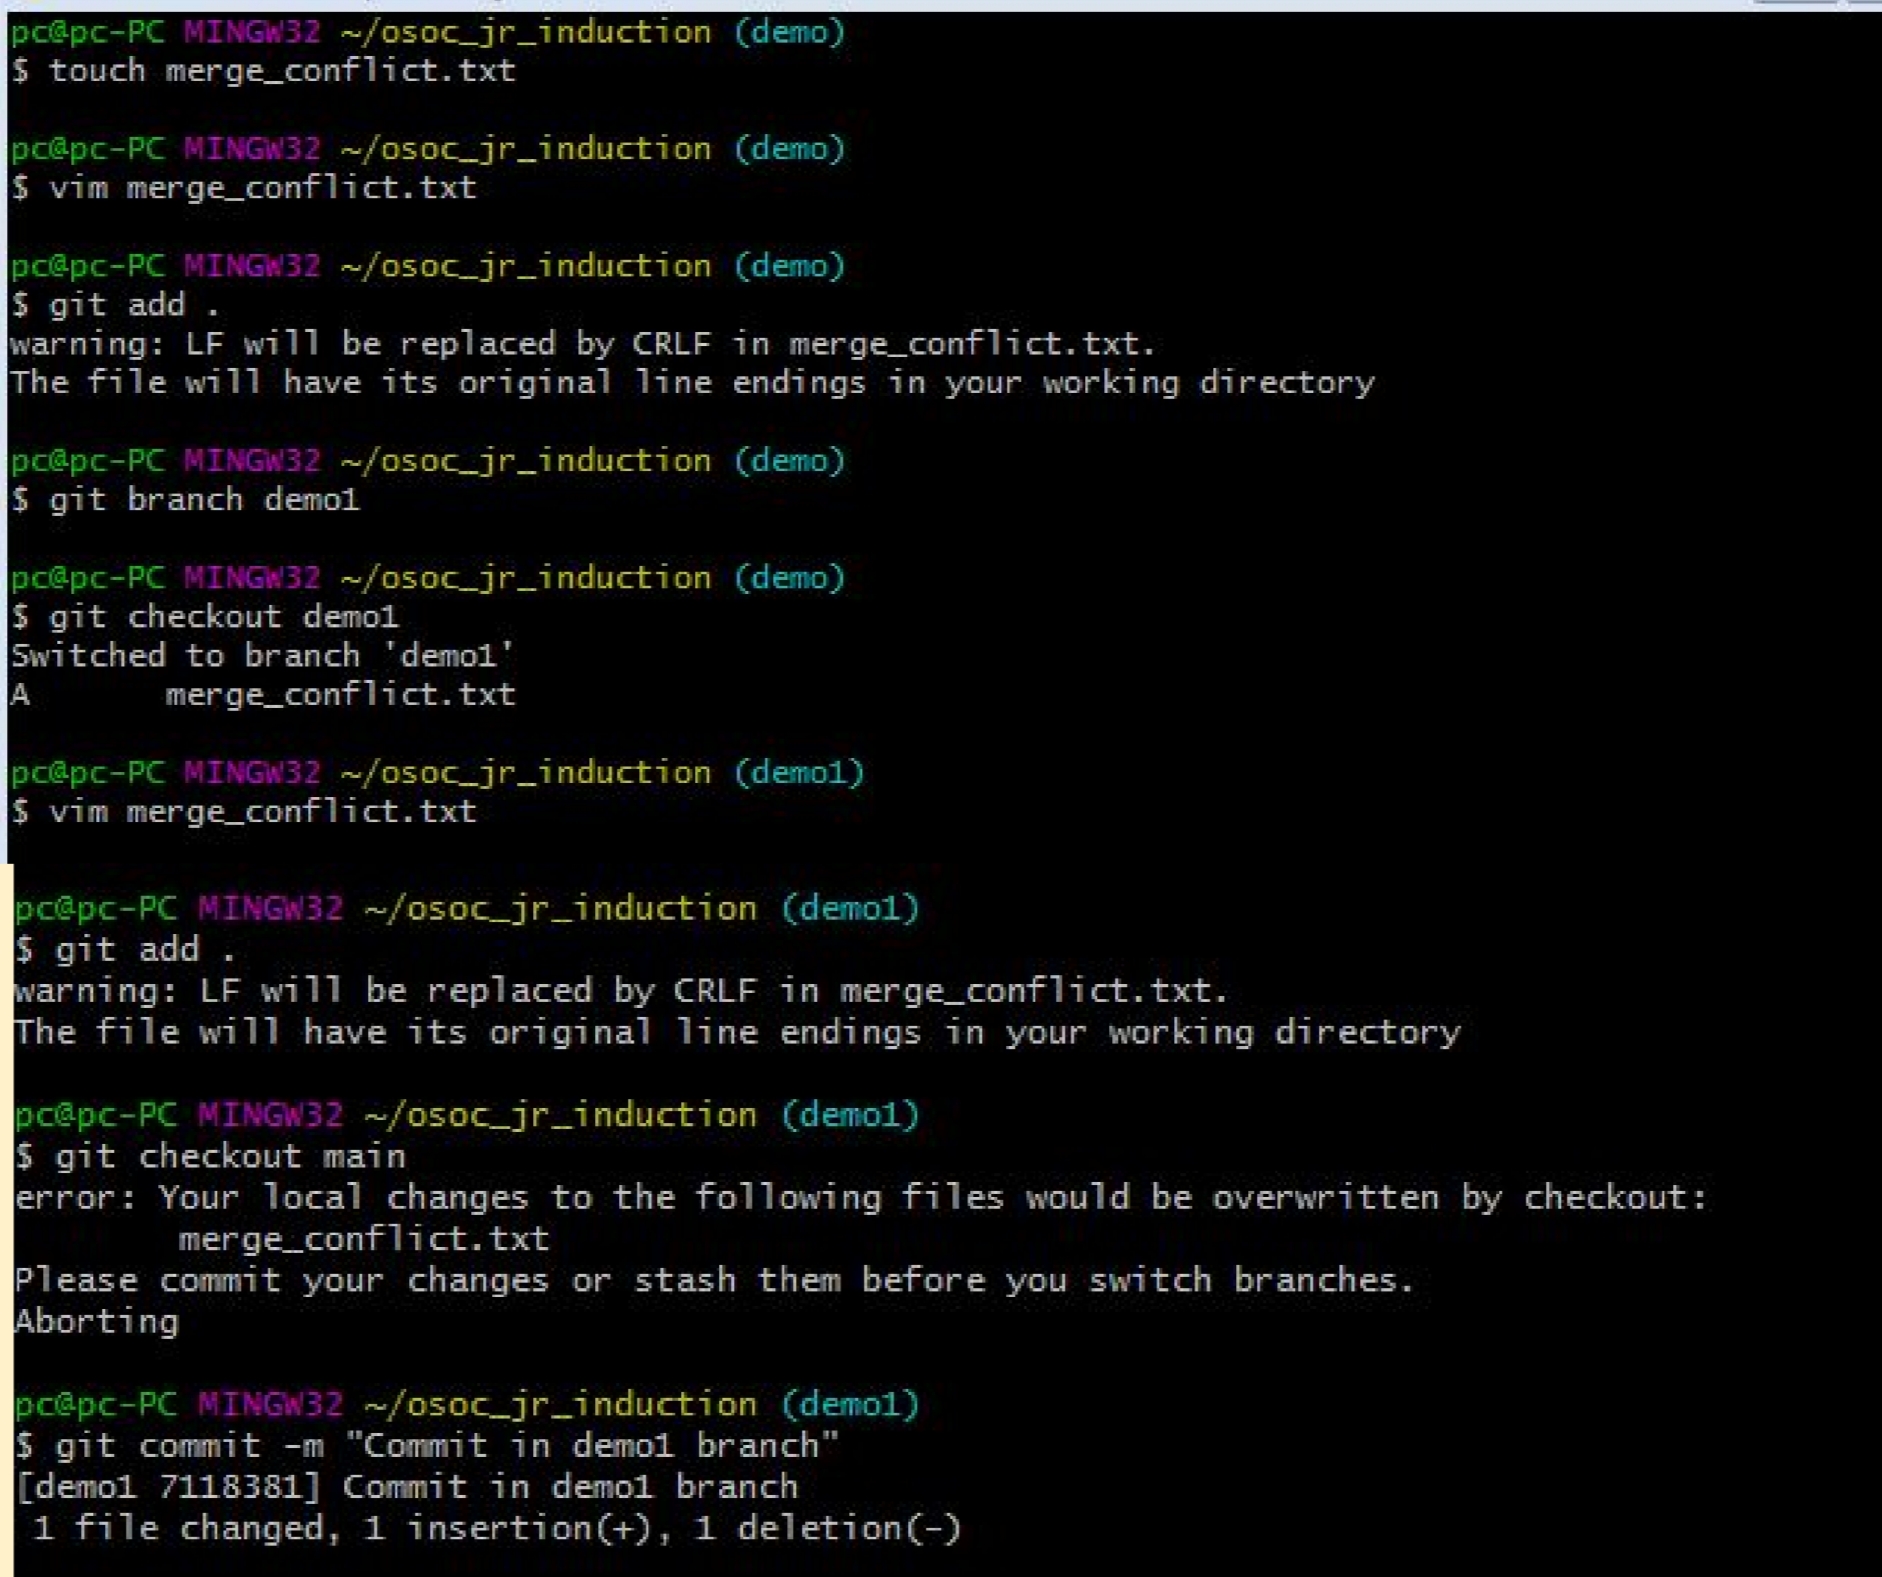 pc@pc-PC MINGW32 ~/osoc_jr_induction (demo)
$ touch merge_conflict.txt
pc@pc-PC MINGW32 ~/osoc_jr_induction (demo)
$ vim merge_conflict.txt
pc@pc-PC MINGW32 ~/osoc_jr_induction (demo)
$ git add .
warning: LF will be replaced by CRLF in merge_conflict.txt.
The file will have its original line endings in your working directory
pc@pc-PC MINGW32 ~/osoc_jr_induction (demo)
$ git branch demo1
pc@pc-PC MINGW32 ~/osoc_jr_induction (demo)
$ git checkout demo1
Switched to branch 'demo1'
A       merge_conflict.txt
pc@pc-PC MINGW32 ~/osoc_jr_induction (demo1)
$ vim merge_conflict.txt
pc@pc-PC MINGW32 ~/osoc_jr_induction (demo1)
$ git add .
warning: LF will be replaced by CRLF in merge_conflict.txt.
The file will have its original line endings in your working directory
pc@pc-PC MINGW32 ~/osoc_jr_induction (demo1)
$ git checkout main
error: Your local changes to the following files would be overwritten by checkout:
        merge_conflict.txt
Please commit your changes or stash them before you switch branches.
Aborting
pc@pc-PC MINGW32 ~/osoc_jr_induction (demo1)
$ git commit -m "Commit in demo1 branch"
[demo1 7118381] Commit in demo1 branch
 1 file changed, 1 insertion(+), 1 deletion(-)